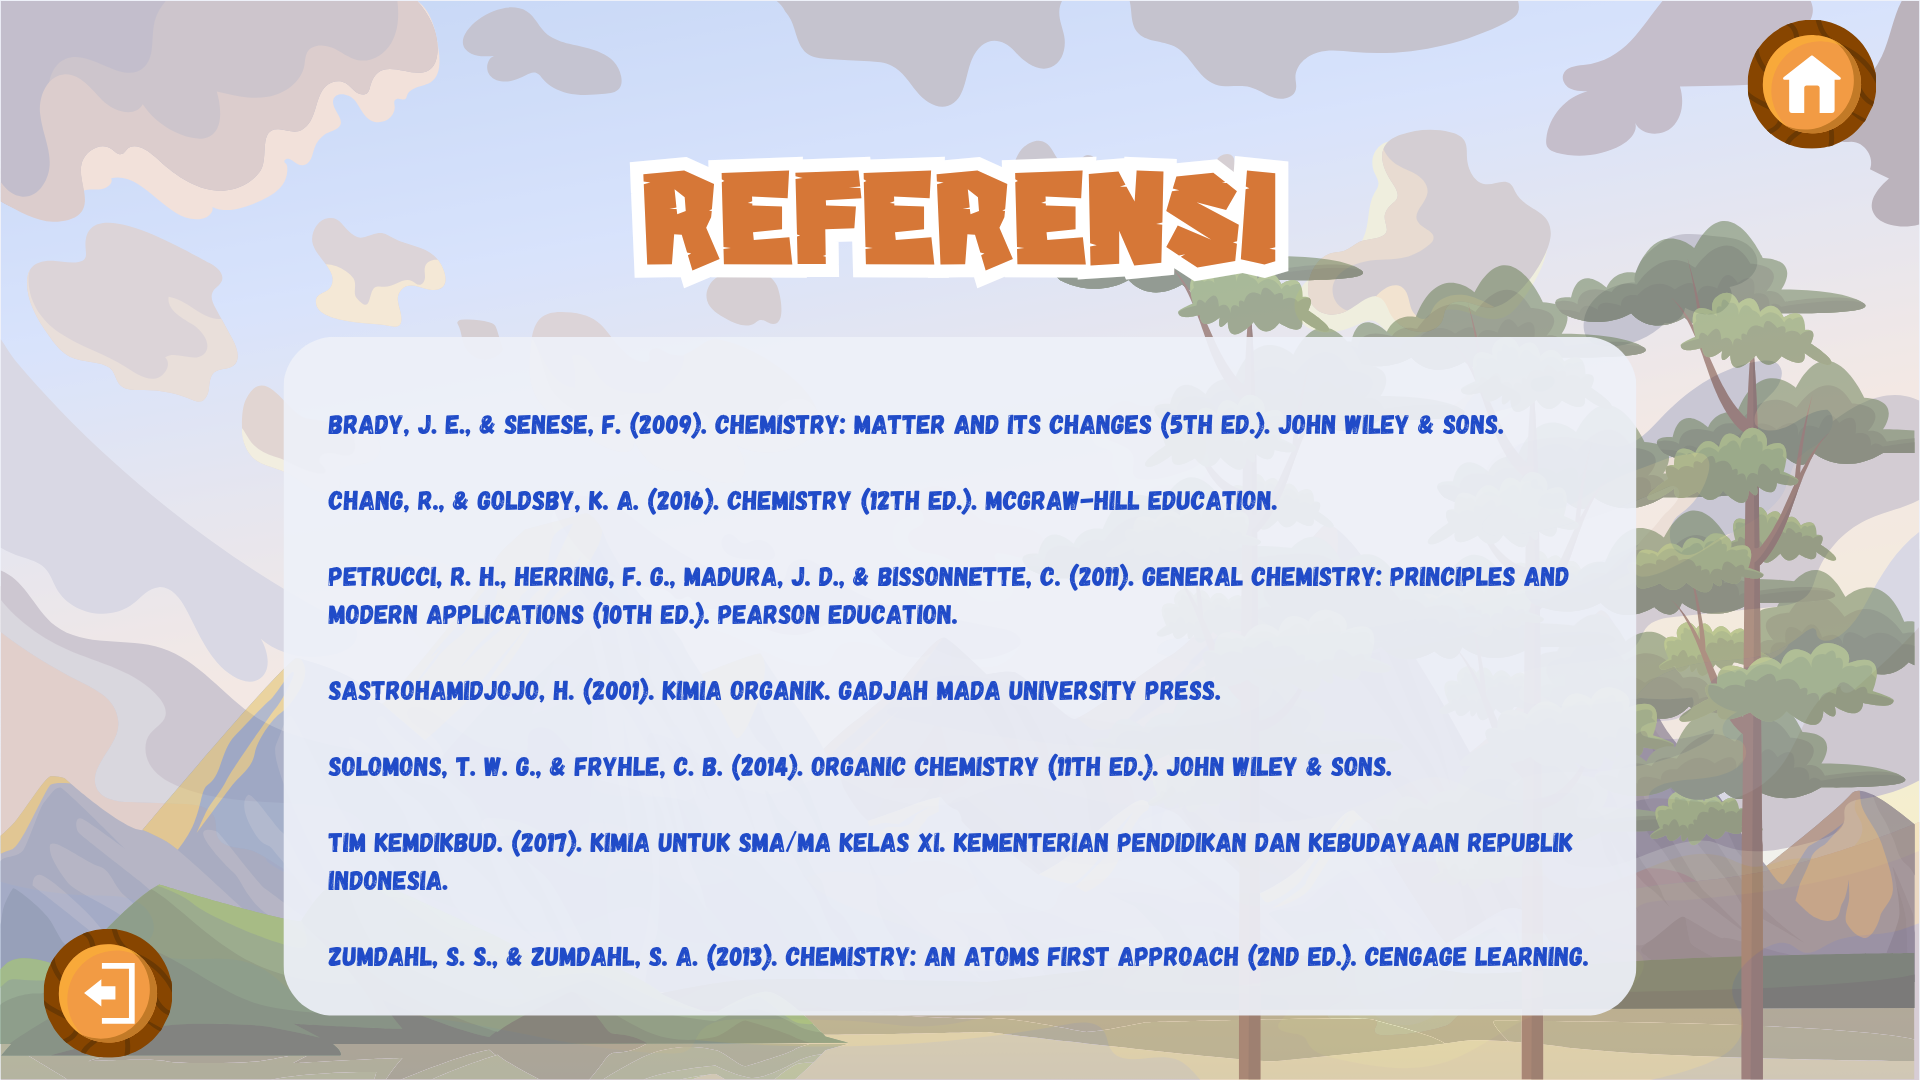 REFERENSI
BRADY, J. E., & SENESE, F. (2009). CHEMISTRY: MATTER AND ITS CHANGES (5TH ED.). JOHN WILEY & SONS.
CHANG, R., & GOLDSBY, K. A. (2016). CHEMISTRY (12TH ED.). MCGRAW-HILL EDUCATION.
PETRUCCI, R. H., HERRING, F. G., MADURA, J. D., & BISSONNETTE, C. (2011). GENERAL CHEMISTRY: PRINCIPLES AND
MODERN APPLICATIONS (10TH ED.). PEARSON EDUCATION.
SASTROHAMIDJOJO, H. (2001). KIMIA ORGANIK. GADJAH MADA UNIVERSITY PRESS.
SOLOMONS, T. W. G., & FRYHLE, C. B. (2014). ORGANIC CHEMISTRY (11TH ED.). JOHN WILEY & SONS.
TIM KEMDIKBUD. (2017). KIMIA UNTUK SMA/MA KELAS XI. KEMENTERIAN PENDIDIKAN DAN KEBUDAYAAN REPUBLIK
INDONESIA.
ZUMDAHL, S. S., & ZUMDAHL, S. A. (2013). CHEMISTRY: AN ATOMS FIRST APPROACH (2ND ED.). CENGAGE LEARNING.